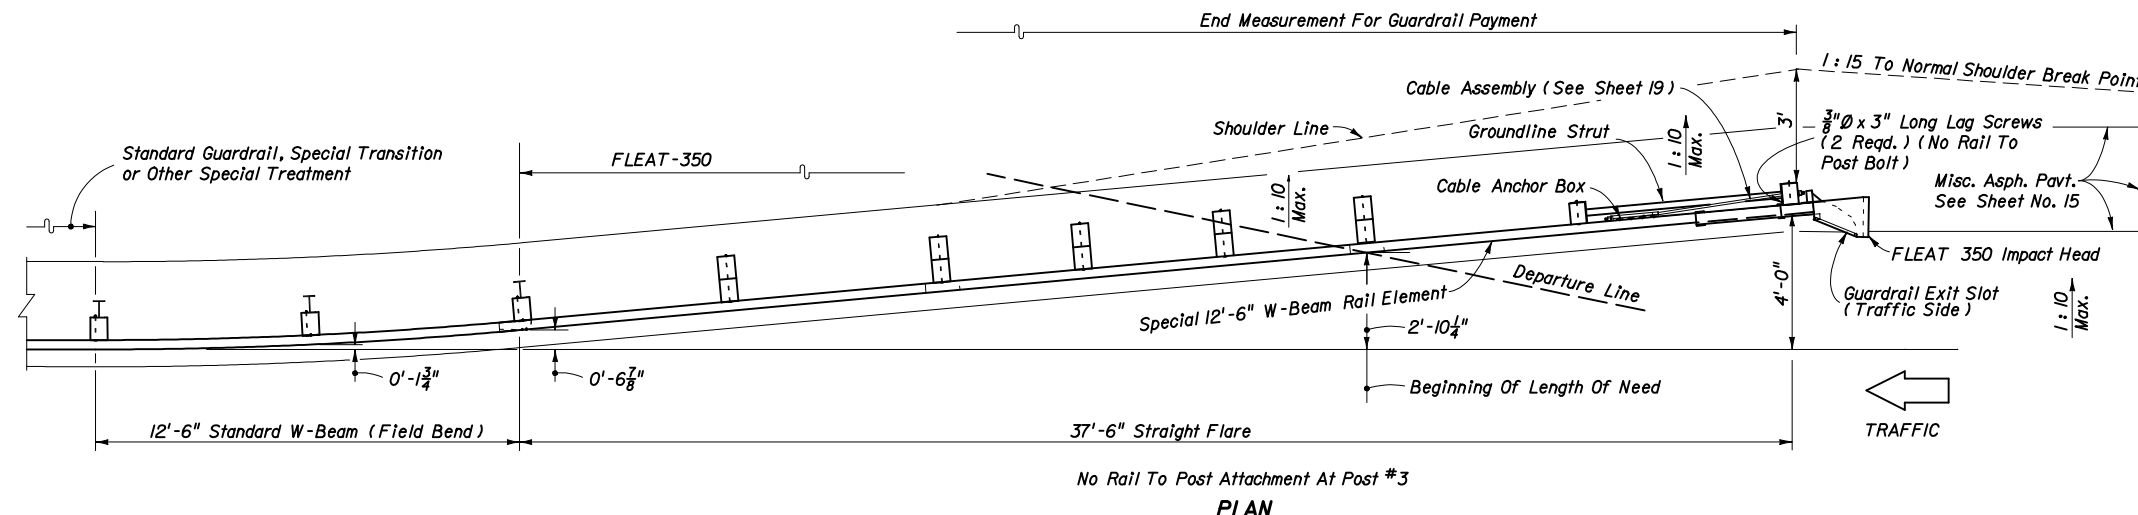 End Measurement For Guardrail Payment
1 : 15 To Normal Shoulder Break Point
Cable Assembly (See Sheet 19)
3'
Shoulder Line
Groundline Strut
1 : 10
Max.
3/8"Ø x 3" Long Lag Screws
(2 Reqd.) (No Rail To
Post Bolt)
Standard Guardrail, Special Transition
or Other Special Treatment
FLEAT-350
1 : 10
Max.
Cable Anchor Box
Misc. Asph. Pavt.
See Sheet No. 15
FLEAT 350 Impact Head
Departure Line
4'-0"
Guardrail Exit Slot
(Traffic Side)
1 : 10
Max.
Special 12'-6" W-Beam Rail Element
2'-10 1/4"
0'-1 3/4"
0'-6 7/8"
Beginning Of Length Of Need
12'-6" Standard W-Beam (Field Bend)
37'-6" Straight Flare
TRAFFIC
No Rail To Post Attachment At Post #3
PLAN